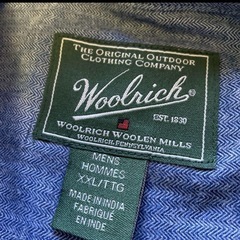 THE ORIGINAL OUTDOOR
CLOTHING COMPANY
Woolrich®
EST. 1830
WOOLRICH WOOLEN MILLS
WOOLRICH, PENNSYLVANIA
MENS
HOMMES
XXL/TTG
MADE IN INDIA
FABRIQUÉ
EN INDE